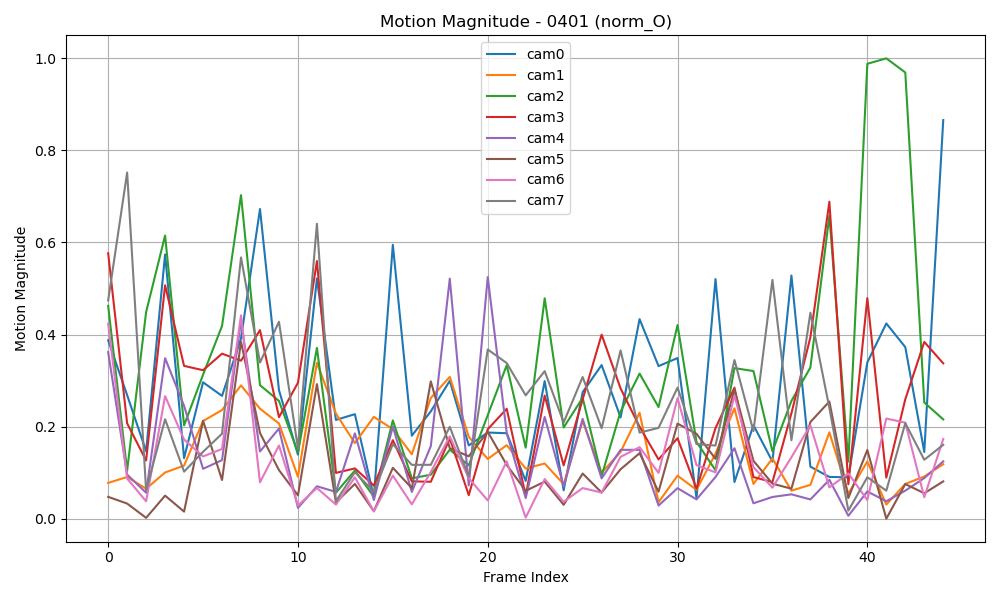 Motion Magnitude - 0401 (norm_O)
cam0
cam1
cam2
cam3
cam4
cam5
cam6
cam7
Motion Magnitude
1.0
0.8
0.6
0.4
0.2
0.0
0 10 20 30 40
Frame Index